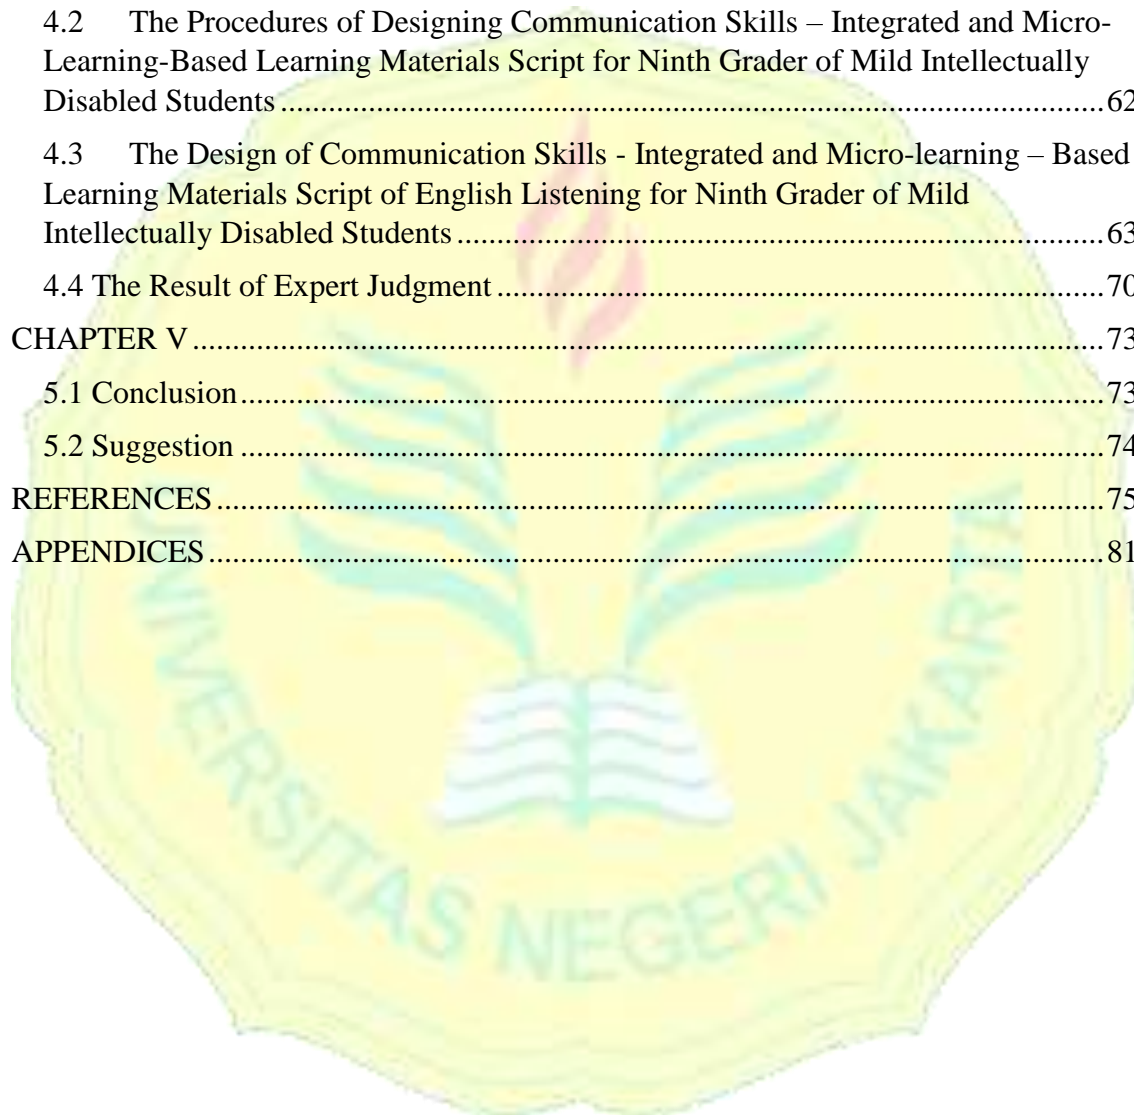 4.2 The Procedures of Designing Communication Skills – Integrated and Micro-
Learning-Based Learning Materials Script for Ninth Grader of Mild Intellectually
Disabled Students ........................................................................................................ 62
4.3 The Design of Communication Skills - Integrated and Micro-learning – Based
Learning Materials Script of English Listening for Ninth Grader of Mild
Intellectually Disabled Students ................................................................................. 63
4.4 The Result of Expert Judgment ............................................................................ 70
CHAPTER V ................................................................................................................ 73
5.1 Conclusion ............................................................................................................ 73
5.2 Suggestion ............................................................................................................ 74
REFERENCES ............................................................................................................. 75
APPENDICES .............................................................................................................. 81
UNIVERSITAS NEGERI JAKARTA